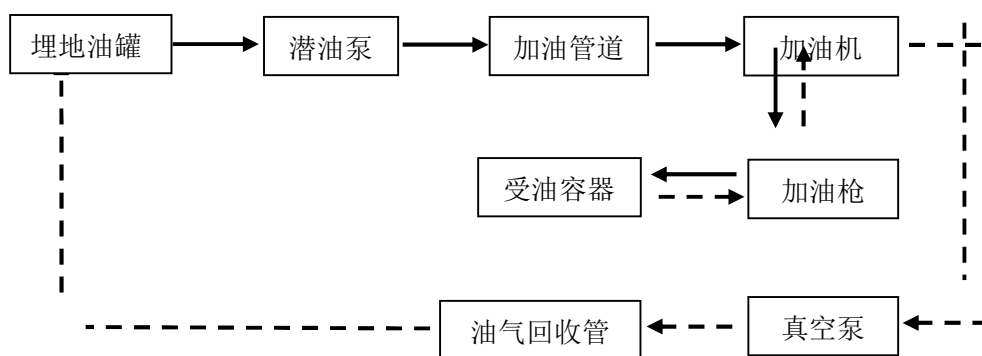 埋地油罐
潜油泵
加油管道
加油机
受油容器
加油枪
油气回收管
真空泵